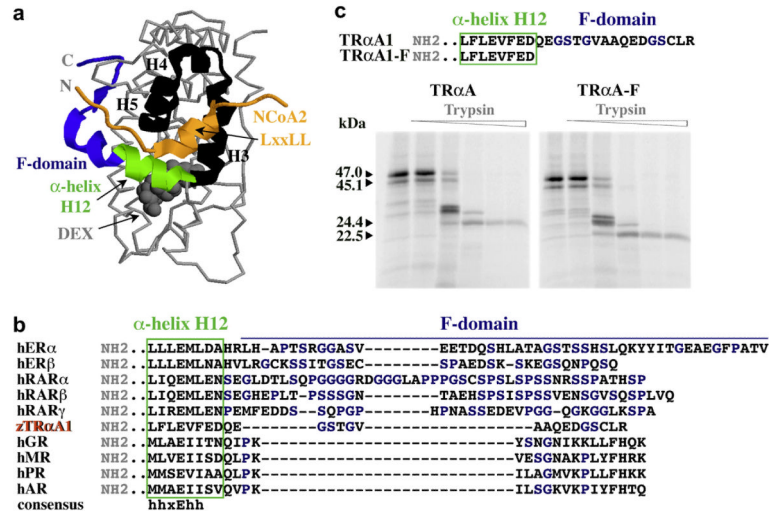 a
C
N
H4
H5
NCoA2
LxxLL
H3
F-domain
α-helix
H12
DEX
c
α-helix H12 F-domain
TRαA1 NH2..LFLEVFEDQEGSTGVAAQEDGSCLR
TRαA1-F NH2..LFLEVFED
TRαA TRαA-F
Trypsin Trypsin
kDa
47.0
45.1
24.4
22.5
b
α-helix H12 F-domain
hERα NH2..LLLEMLDAHRLHA-PTSRGGASV--------EETDQSHLATAGSTSSHSLQKYYITGEAEGFPATV
hERβ NH2..LLLEMLNAHVLRGCKSSITGSEC--------SPAEDSK-SKEGSQNPQSQ
hRARα NH2..LIQEMLENSEGLDTLSQPGGGGRDGGGLAPPPGSCSPSLSPSSNRSSPATHSP
hRARβ NH2..LIQEMLENSEGHEPLT-PSSSG--------NTAEHSPSISPSSVENSGVSQSPLVQ
hRARγ NH2..LIREMLENPEMFEDDS--SQPGP--------HPNASSEDEVPGG-QGKGGLKSPA
zTRαA1 NH2..LFLEVFEDQE-------GSTGV--------AAQEDGSCLR
hGR NH2..MLAEIITNQIPK--------------------YSNGNIKKLLFHQK
hMR NH2..MLVEIISDQLPK--------------------VESGNAKPLYFHRK
hPR NH2..MMSEVIAAQLPK--------------------ILAGMVKPLLFHKK
hAR NH2..MMAEIISVQVPK--------------------ILSGKVKPIYFHTQ
consensus hhxEhh